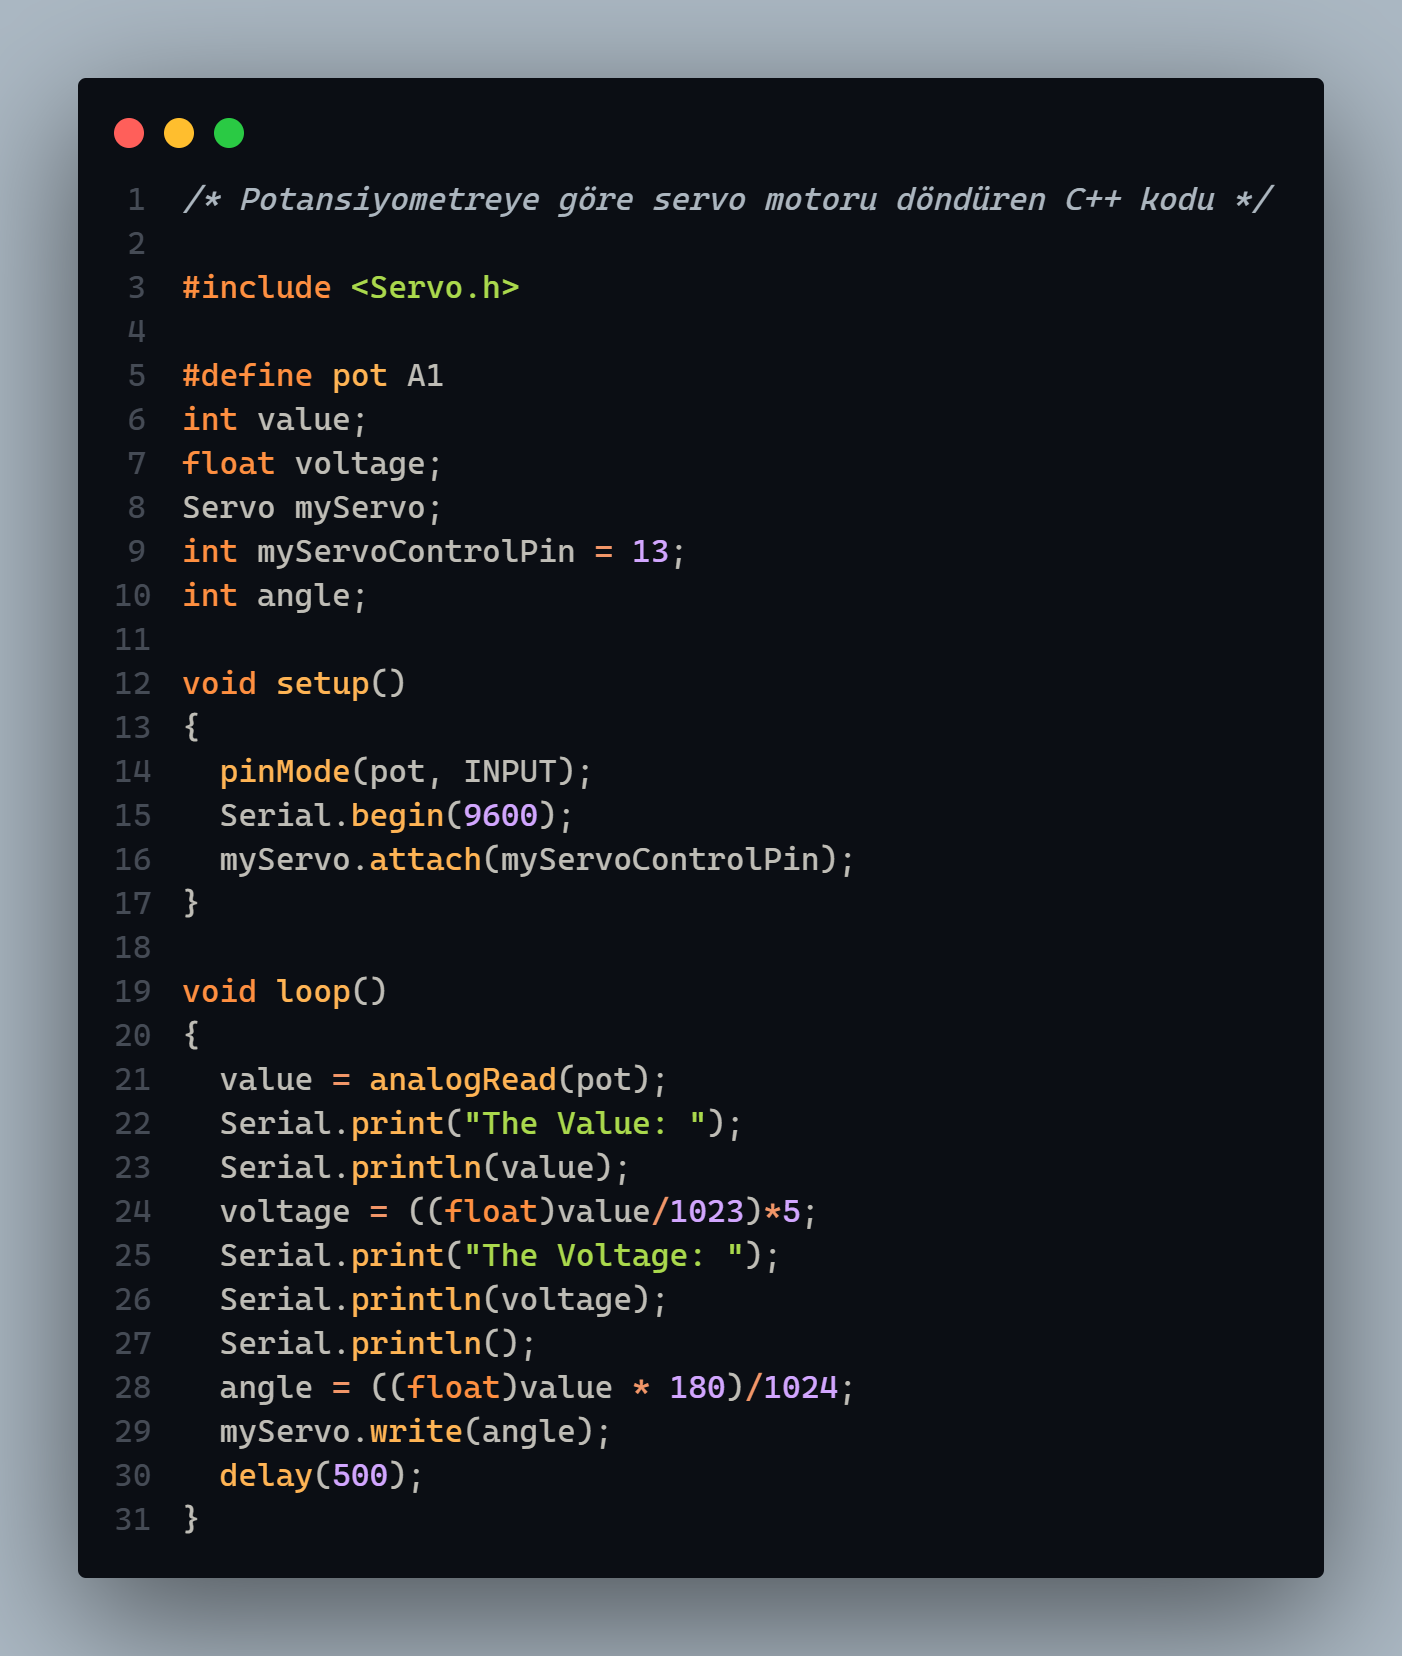 1 /* Potansiyometreye göre servo motoru döndüren C++ kodu */
2
3 #include <Servo.h>
4
5 #define pot A1
6 int value;
7 float voltage;
8 Servo myServo;
9 int myServoControlPin = 13;
10 int angle;
11
12 void setup()
13 {
14   pinMode(pot, INPUT);
15   Serial.begin(9600);
16   myServo.attach(myServoControlPin);
17 }
18
19 void loop()
20 {
21   value = analogRead(pot);
22   Serial.print("The Value: ");
23   Serial.println(value);
24   voltage = ((float)value/1023)*5;
25   Serial.print("The Voltage: ");
26   Serial.println(voltage);
27   Serial.println();
28   angle = ((float)value * 180)/1024;
29   myServo.write(angle);
30   delay(500);
31 }